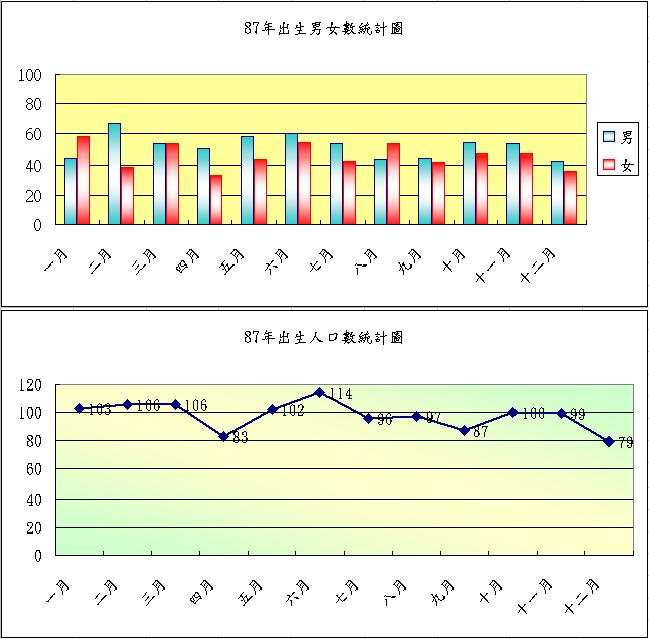 87年出生男女數統計圖
100
80
60
40
20
0
男
女
一月 二月 三月 四月 五月 六月 七月 八月 九月 十月 十一月 十二月
87年出生人口數統計圖
120
100
80
60
40
20
0
103 106 106 83 102 114 96 97 87 100 99 79
一月 二月 三月 四月 五月 六月 七月 八月 九月 十月 十一月 十二月